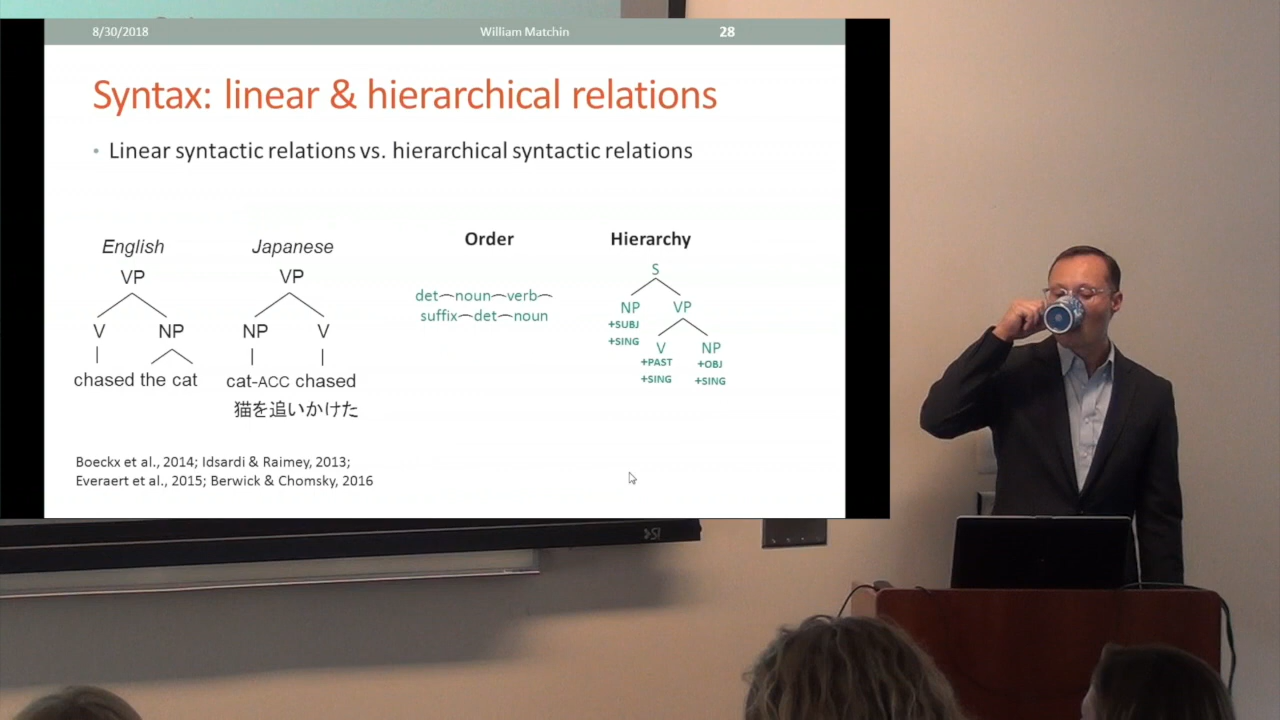 8/30/2018 William Matchin 28
Syntax: linear & hierarchical relations
• Linear syntactic relations vs. hierarchical syntactic relations
English
VP
V NP
chased the cat
Japanese
VP
NP V
cat-ACC chased
猫を追いかけた
Order
det⁀noun⁀verb⁀
suffix⁀det⁀noun
Hierarchy
S
NP VP
+SUBJ
+SING
V NP
+PAST +OBJ
+SING +SING
Boeckx et al., 2014; Idsardi & Raimey, 2013;
Everaert et al., 2015; Berwick & Chomsky, 2016